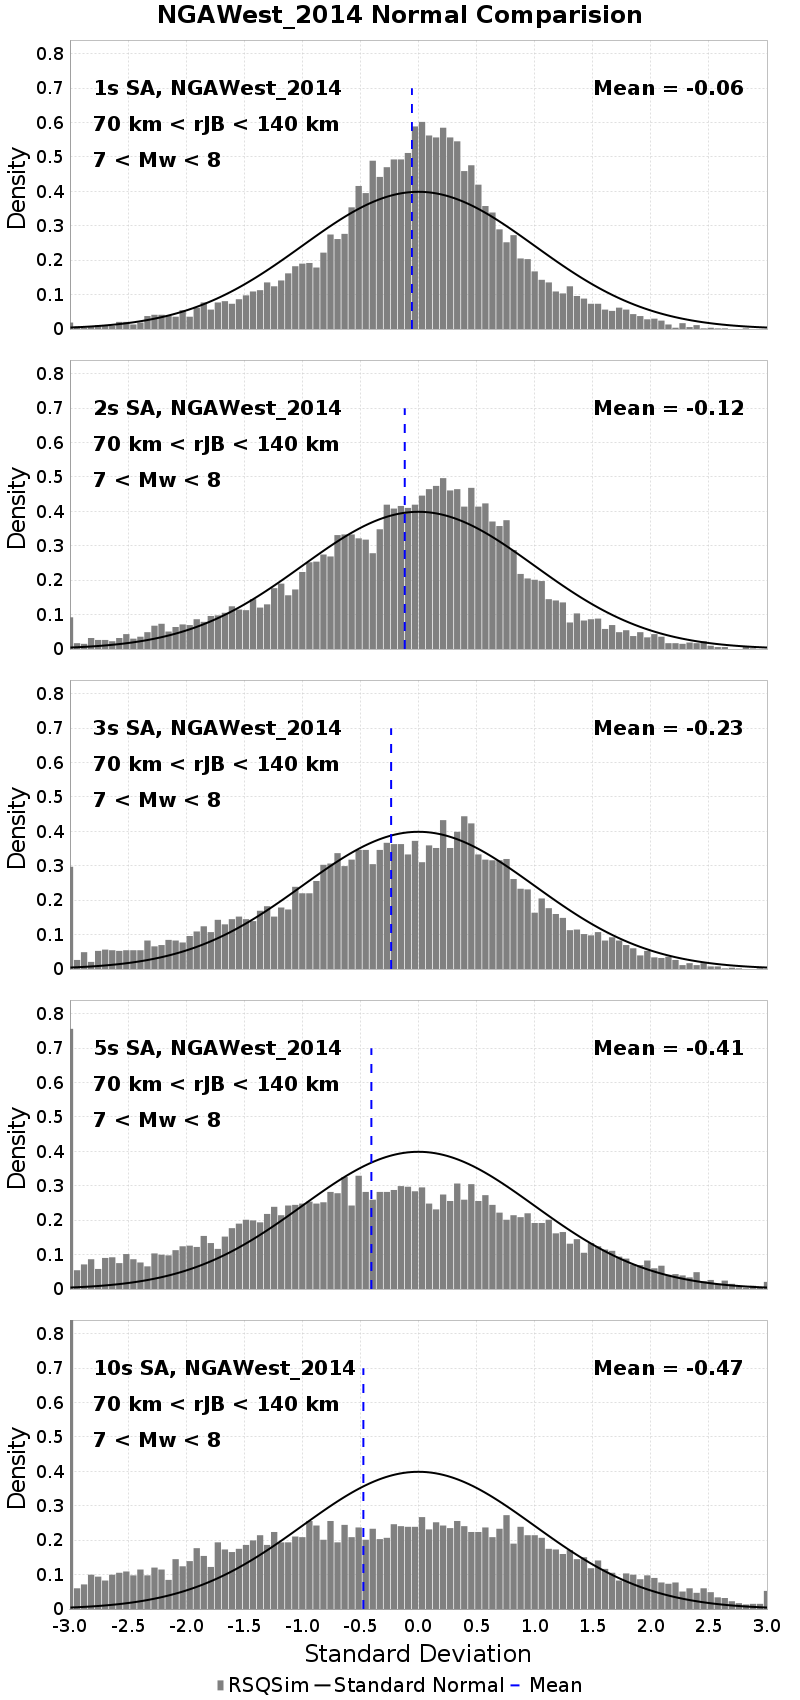 NGAWest_2014 Normal Comparision
0.8
1s SA, NGAWest_2014 Mean = -0.06
0.7
70 km < rJB < 140 km
0.6
7 < Mw < 8
0.5
0.4
0.3
0.2
0.1
0
Density
0.8
2s SA, NGAWest_2014 Mean = -0.12
0.7
70 km < rJB < 140 km
0.6
7 < Mw < 8
0.5
0.4
0.3
0.2
0.1
0
Density
0.8
3s SA, NGAWest_2014 Mean = -0.23
0.7
70 km < rJB < 140 km
0.6
7 < Mw < 8
0.5
0.4
0.3
0.2
0.1
0
Density
0.8
5s SA, NGAWest_2014 Mean = -0.41
0.7
70 km < rJB < 140 km
0.6
7 < Mw < 8
0.5
0.4
0.3
0.2
0.1
0
Density
0.8
10s SA, NGAWest_2014 Mean = -0.47
0.7
70 km < rJB < 140 km
0.6
7 < Mw < 8
0.5
0.4
0.3
0.2
0.1
0
Density
-3.0 -2.5 -2.0 -1.5 -1.0 -0.5 0.0 0.5 1.0 1.5 2.0 2.5 3.0
Standard Deviation
RSQSim Standard Normal Mean